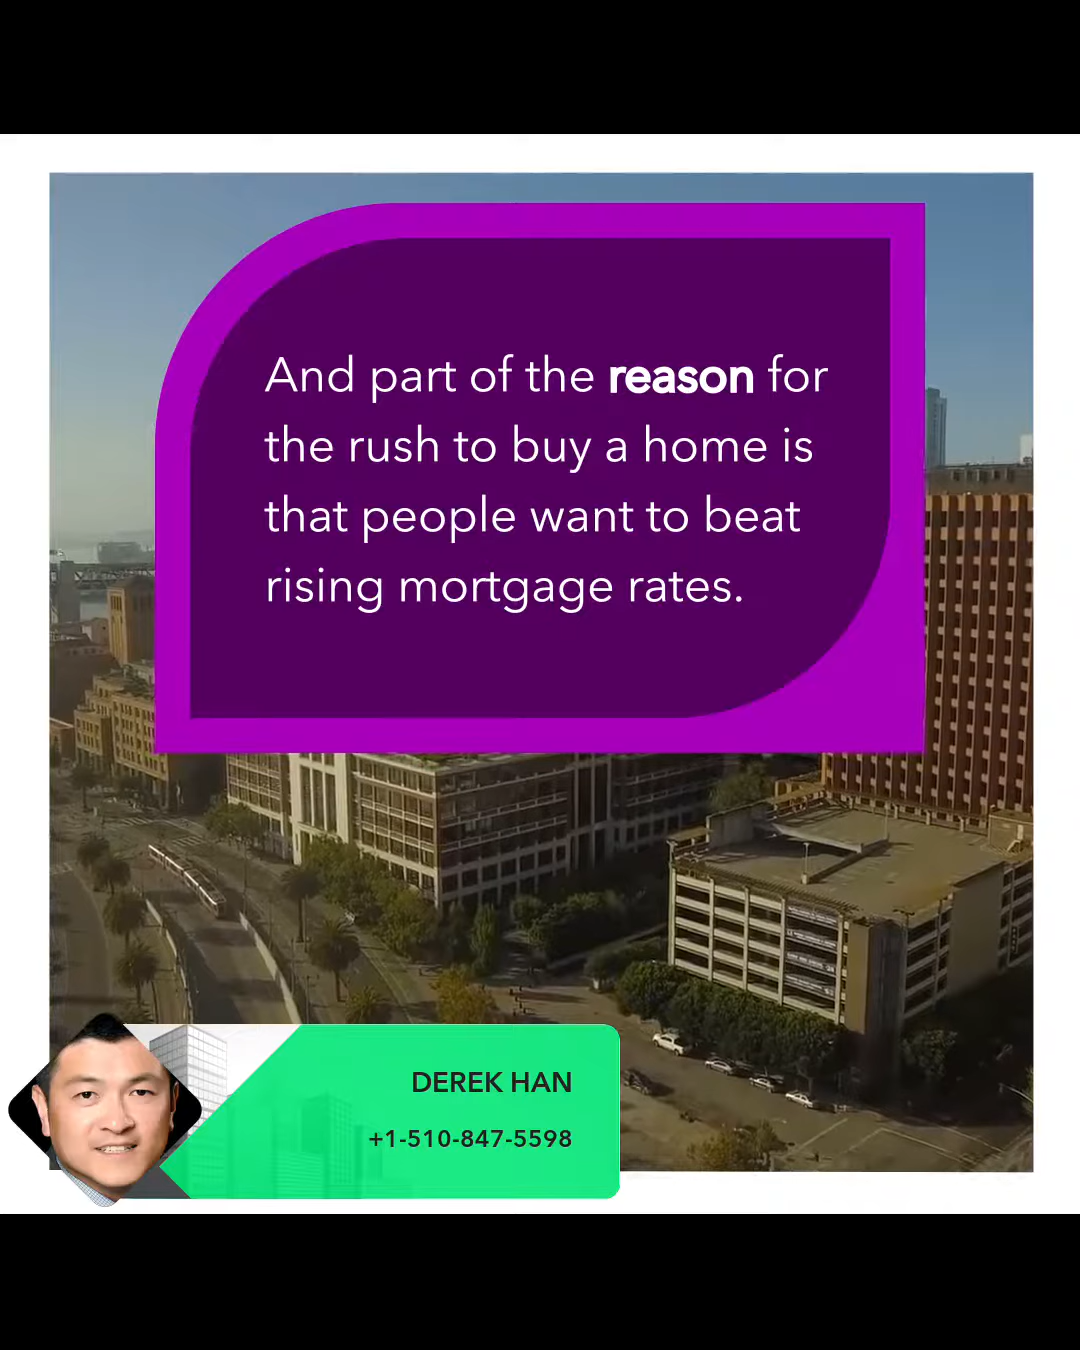 And part of the reason for
the rush to buy a home is
that people want to beat
rising mortgage rates.
DEREK HAN
+1-510-847-5598